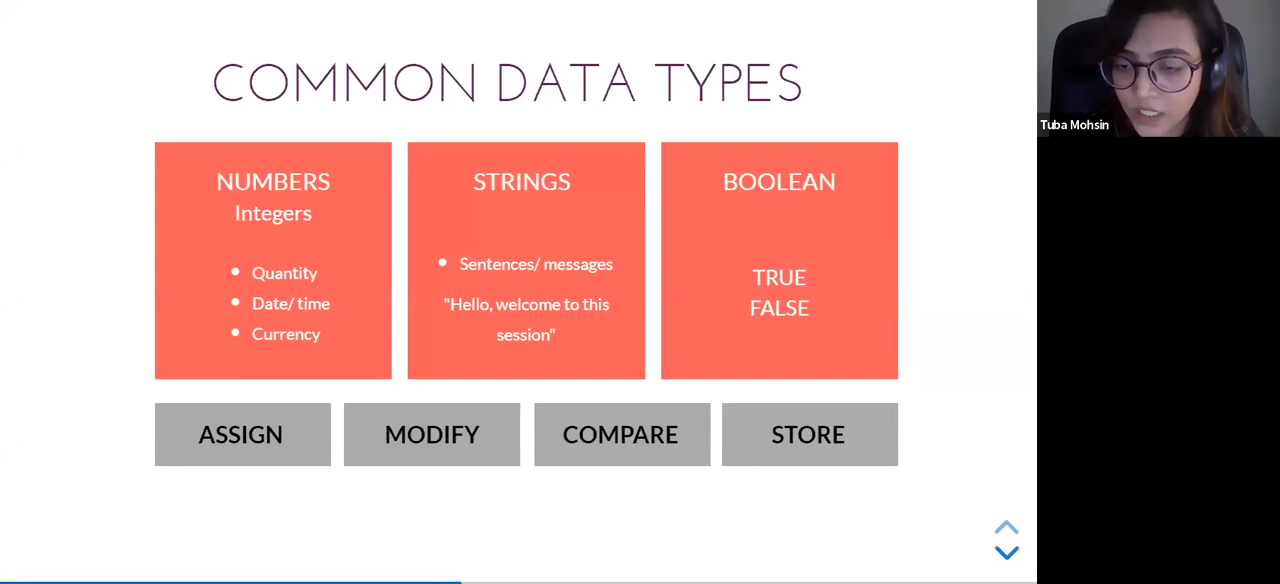 COMMON DATA TYPES
NUMBERS
Integers
• Quantity
• Date/ time
• Currency
STRINGS
• Sentences/ messages
"Hello, welcome to this
session"
BOOLEAN
TRUE
FALSE
ASSIGN
MODIFY
COMPARE
STORE
Tuba Mohsin